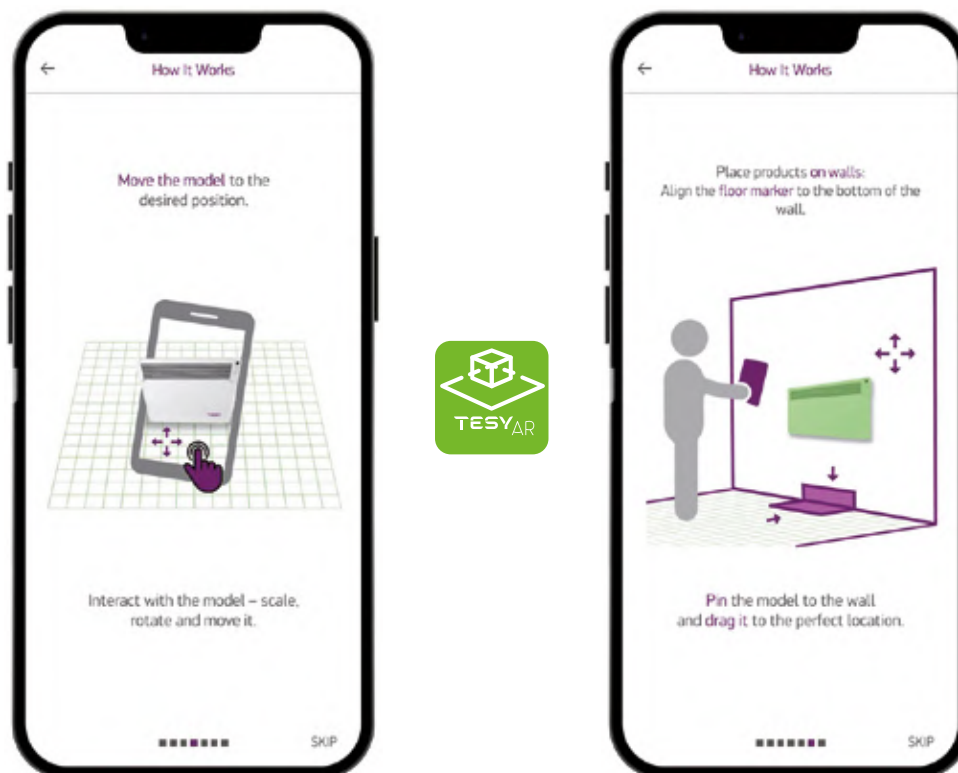 How It Works
Move the model to the
desired position.
Interact with the model – scale,
rotate and move it.
SKIP
TESY AR
How It Works
Place products on walls:
Align the floor marker to the bottom of the
wall.
Pin the model to the wall
and drag it to the perfect location.
SKIP